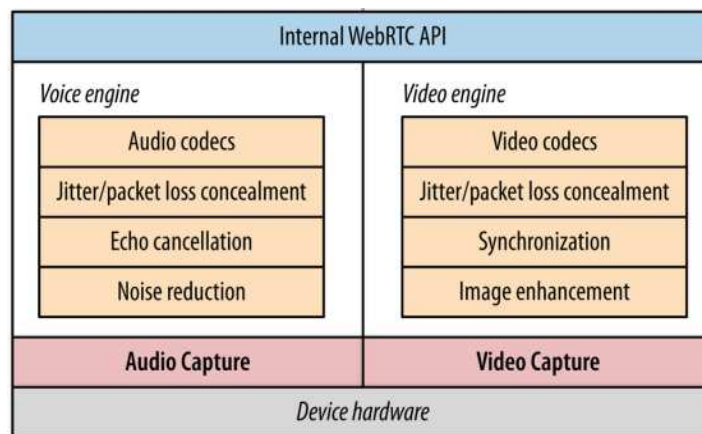 Internal WebRTC API
Voice engine
Audio codecs
Jitter/packet loss concealment
Echo cancellation
Noise reduction
Video engine
Video codecs
Jitter/packet loss concealment
Synchronization
Image enhancement
Audio Capture
Video Capture
Device hardware